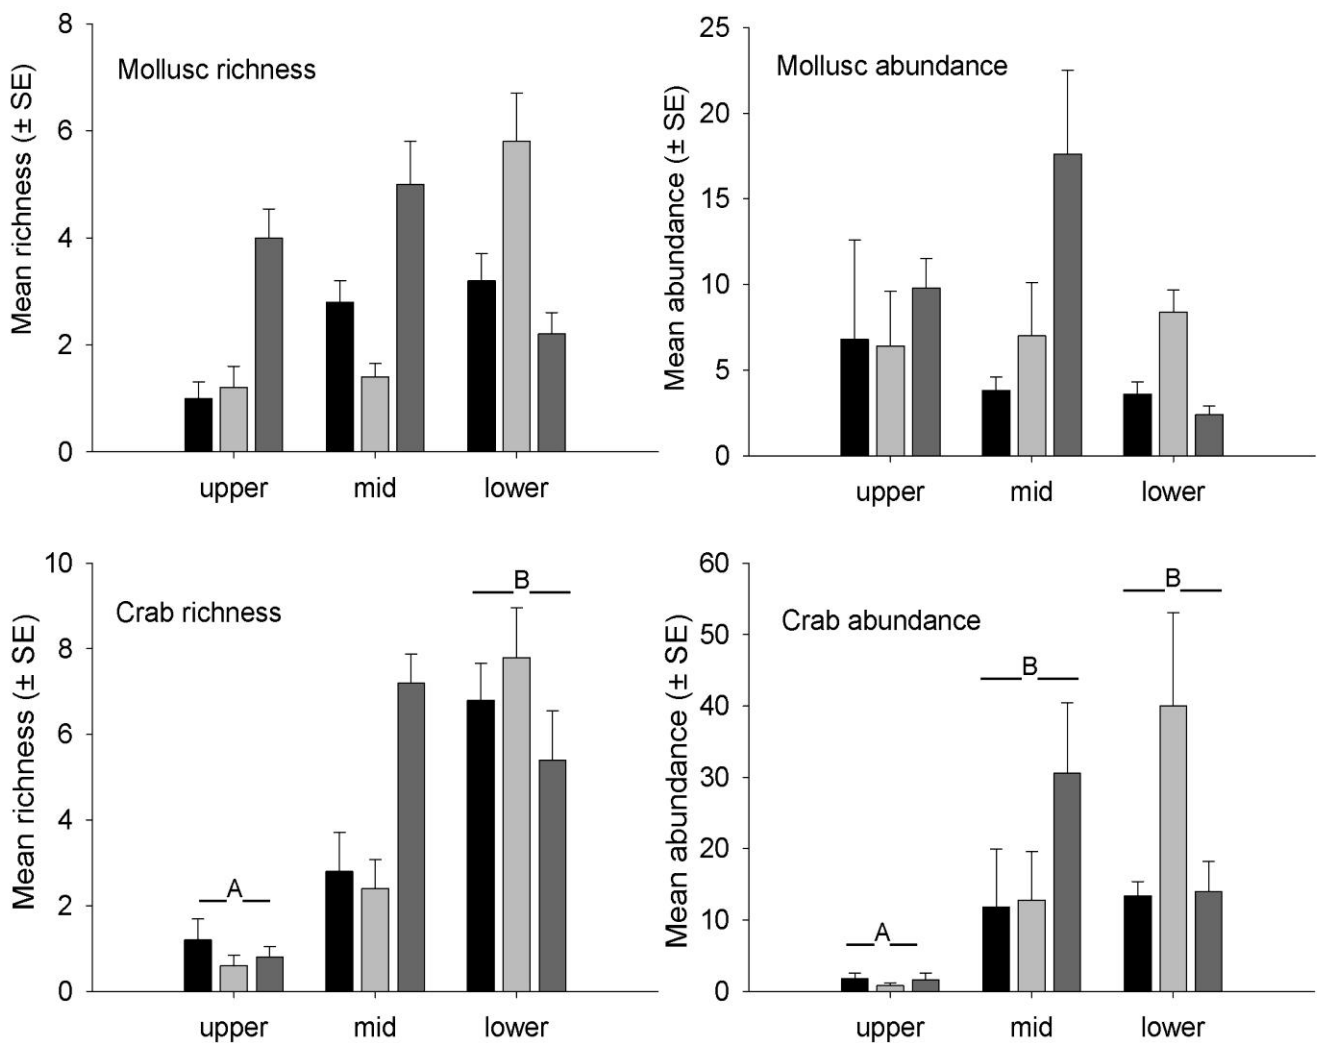 Mollusc richness
Mean richness (± SE)
8
6
4
2
0
upper mid lower
Mollusc abundance
Mean abundance (± SE)
25
20
15
10
5
0
upper mid lower
Crab richness
Mean richness (± SE)
10
8
6
4
2
0
A
B
upper mid lower
Crab abundance
Mean abundance (± SE)
60
50
40
30
20
10
0
A
B
B
upper mid lower